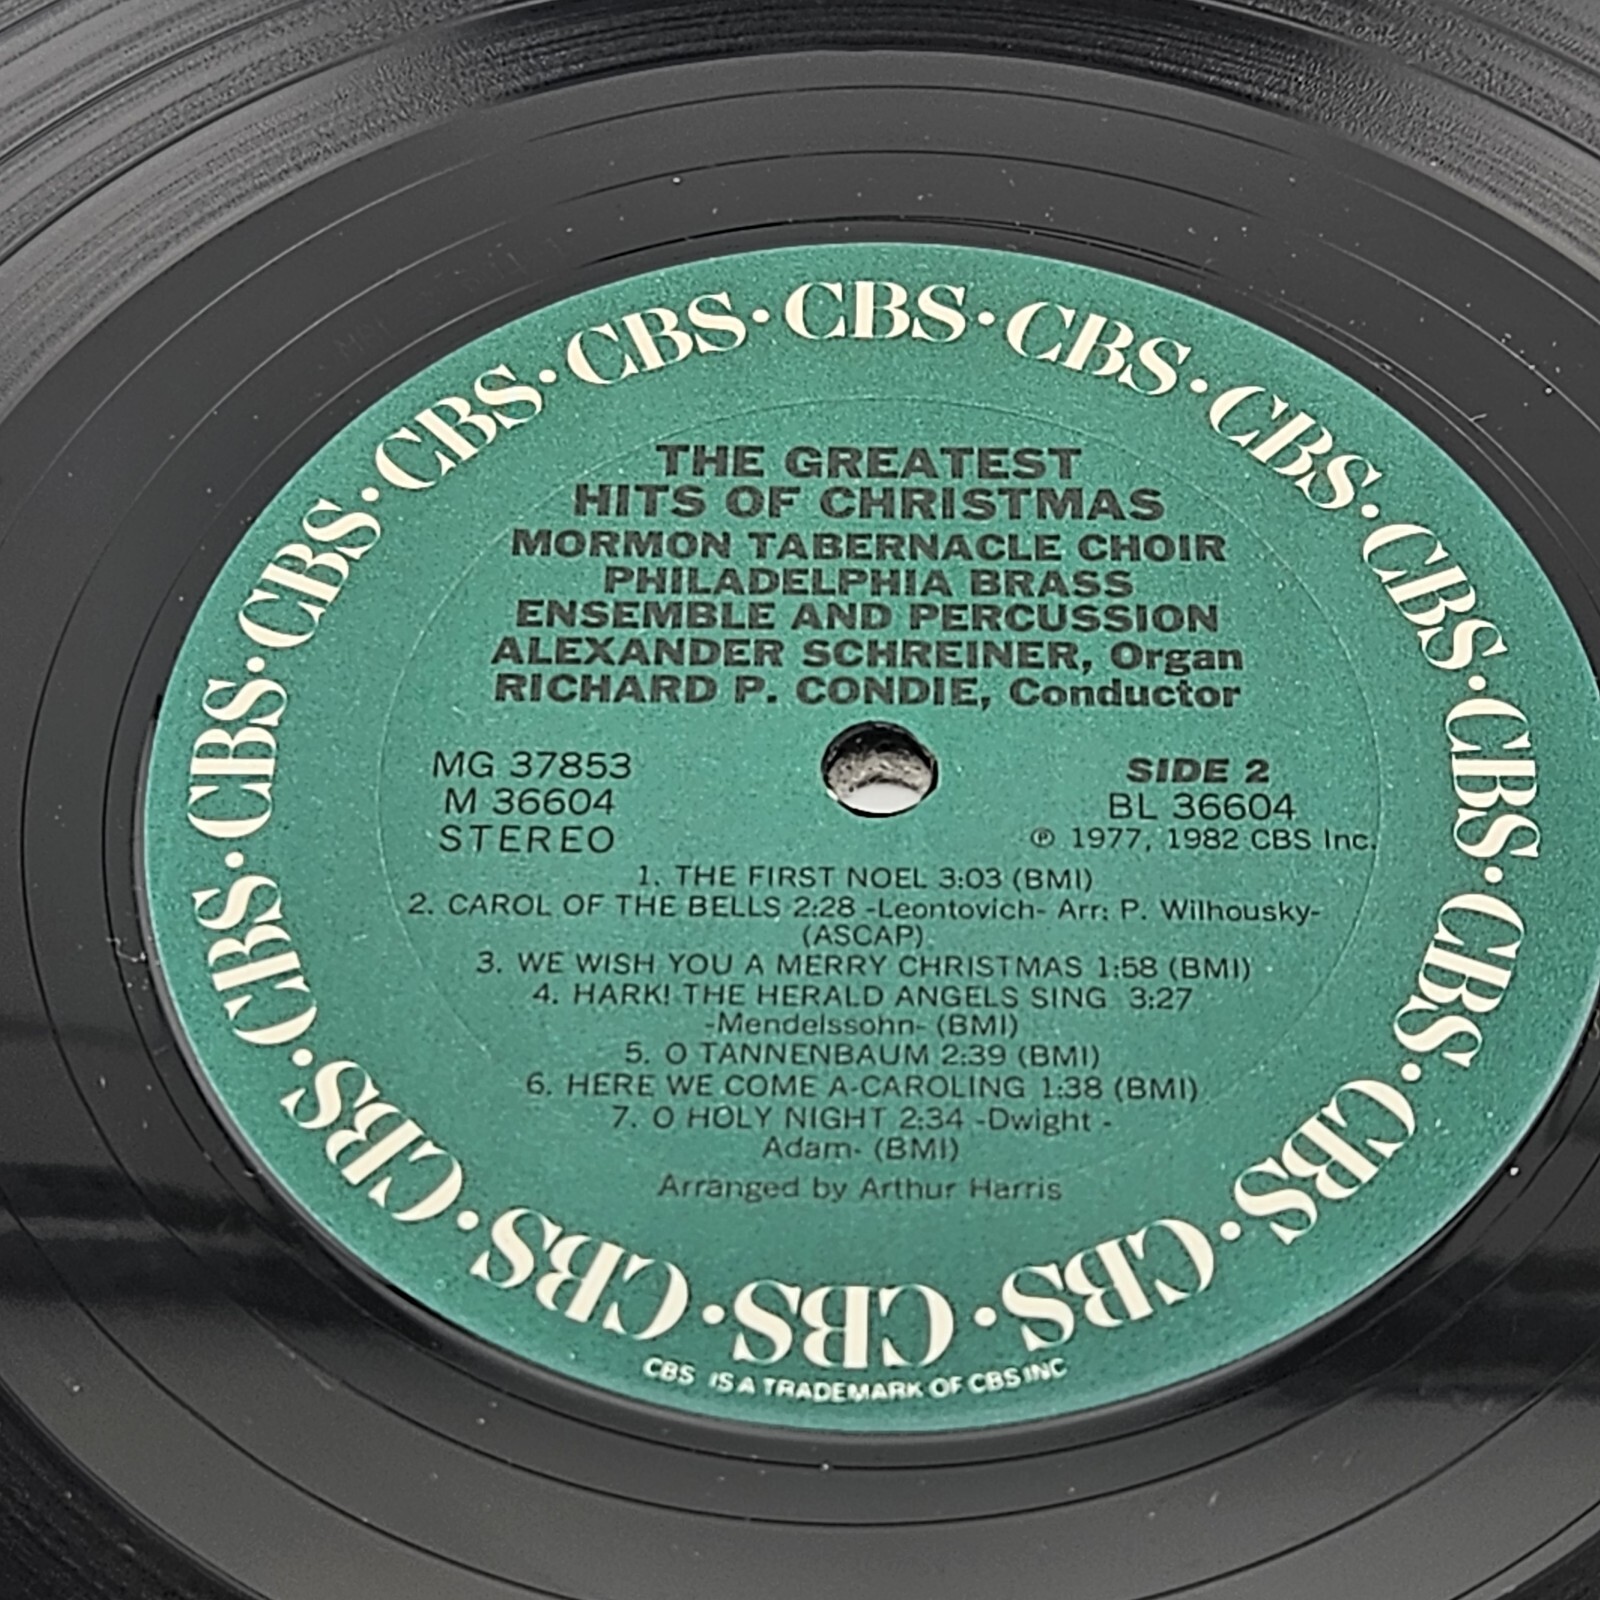 CBS · CBS · CBS · CBS · CBS · CBS · CBS · CBS · CBS · CBS · CBS · CBS · CBS · CBS · CBS · CBS
THE GREATEST
HITS OF CHRISTMAS
MORMON TABERNACLE CHOIR
PHILADELPHIA BRASS
ENSEMBLE AND PERCUSSION
ALEXANDER SCHREINER, Organ
RICHARD P. CONDIE, Conductor
MG 37853
M 36604
STEREO
SIDE 2
BL 36604
℗ 1977, 1982 CBS Inc.
1. THE FIRST NOEL 3:03 (BMI)
2. CAROL OF THE BELLS 2:28 -Leontovich- Arr: P. Wilhousky-
(ASCAP)
3. WE WISH YOU A MERRY CHRISTMAS 1:58 (BMI)
4. HARK! THE HERALD ANGELS SING 3:27
-Mendelssohn- (BMI)
5. O TANNENBAUM 2:39 (BMI)
6. HERE WE COME A-CAROLING 1:38 (BMI)
7. O HOLY NIGHT 2:34 -Dwight -
Adam- (BMI)
Arranged by Arthur Harris
CBS IS A TRADEMARK OF CBS INC